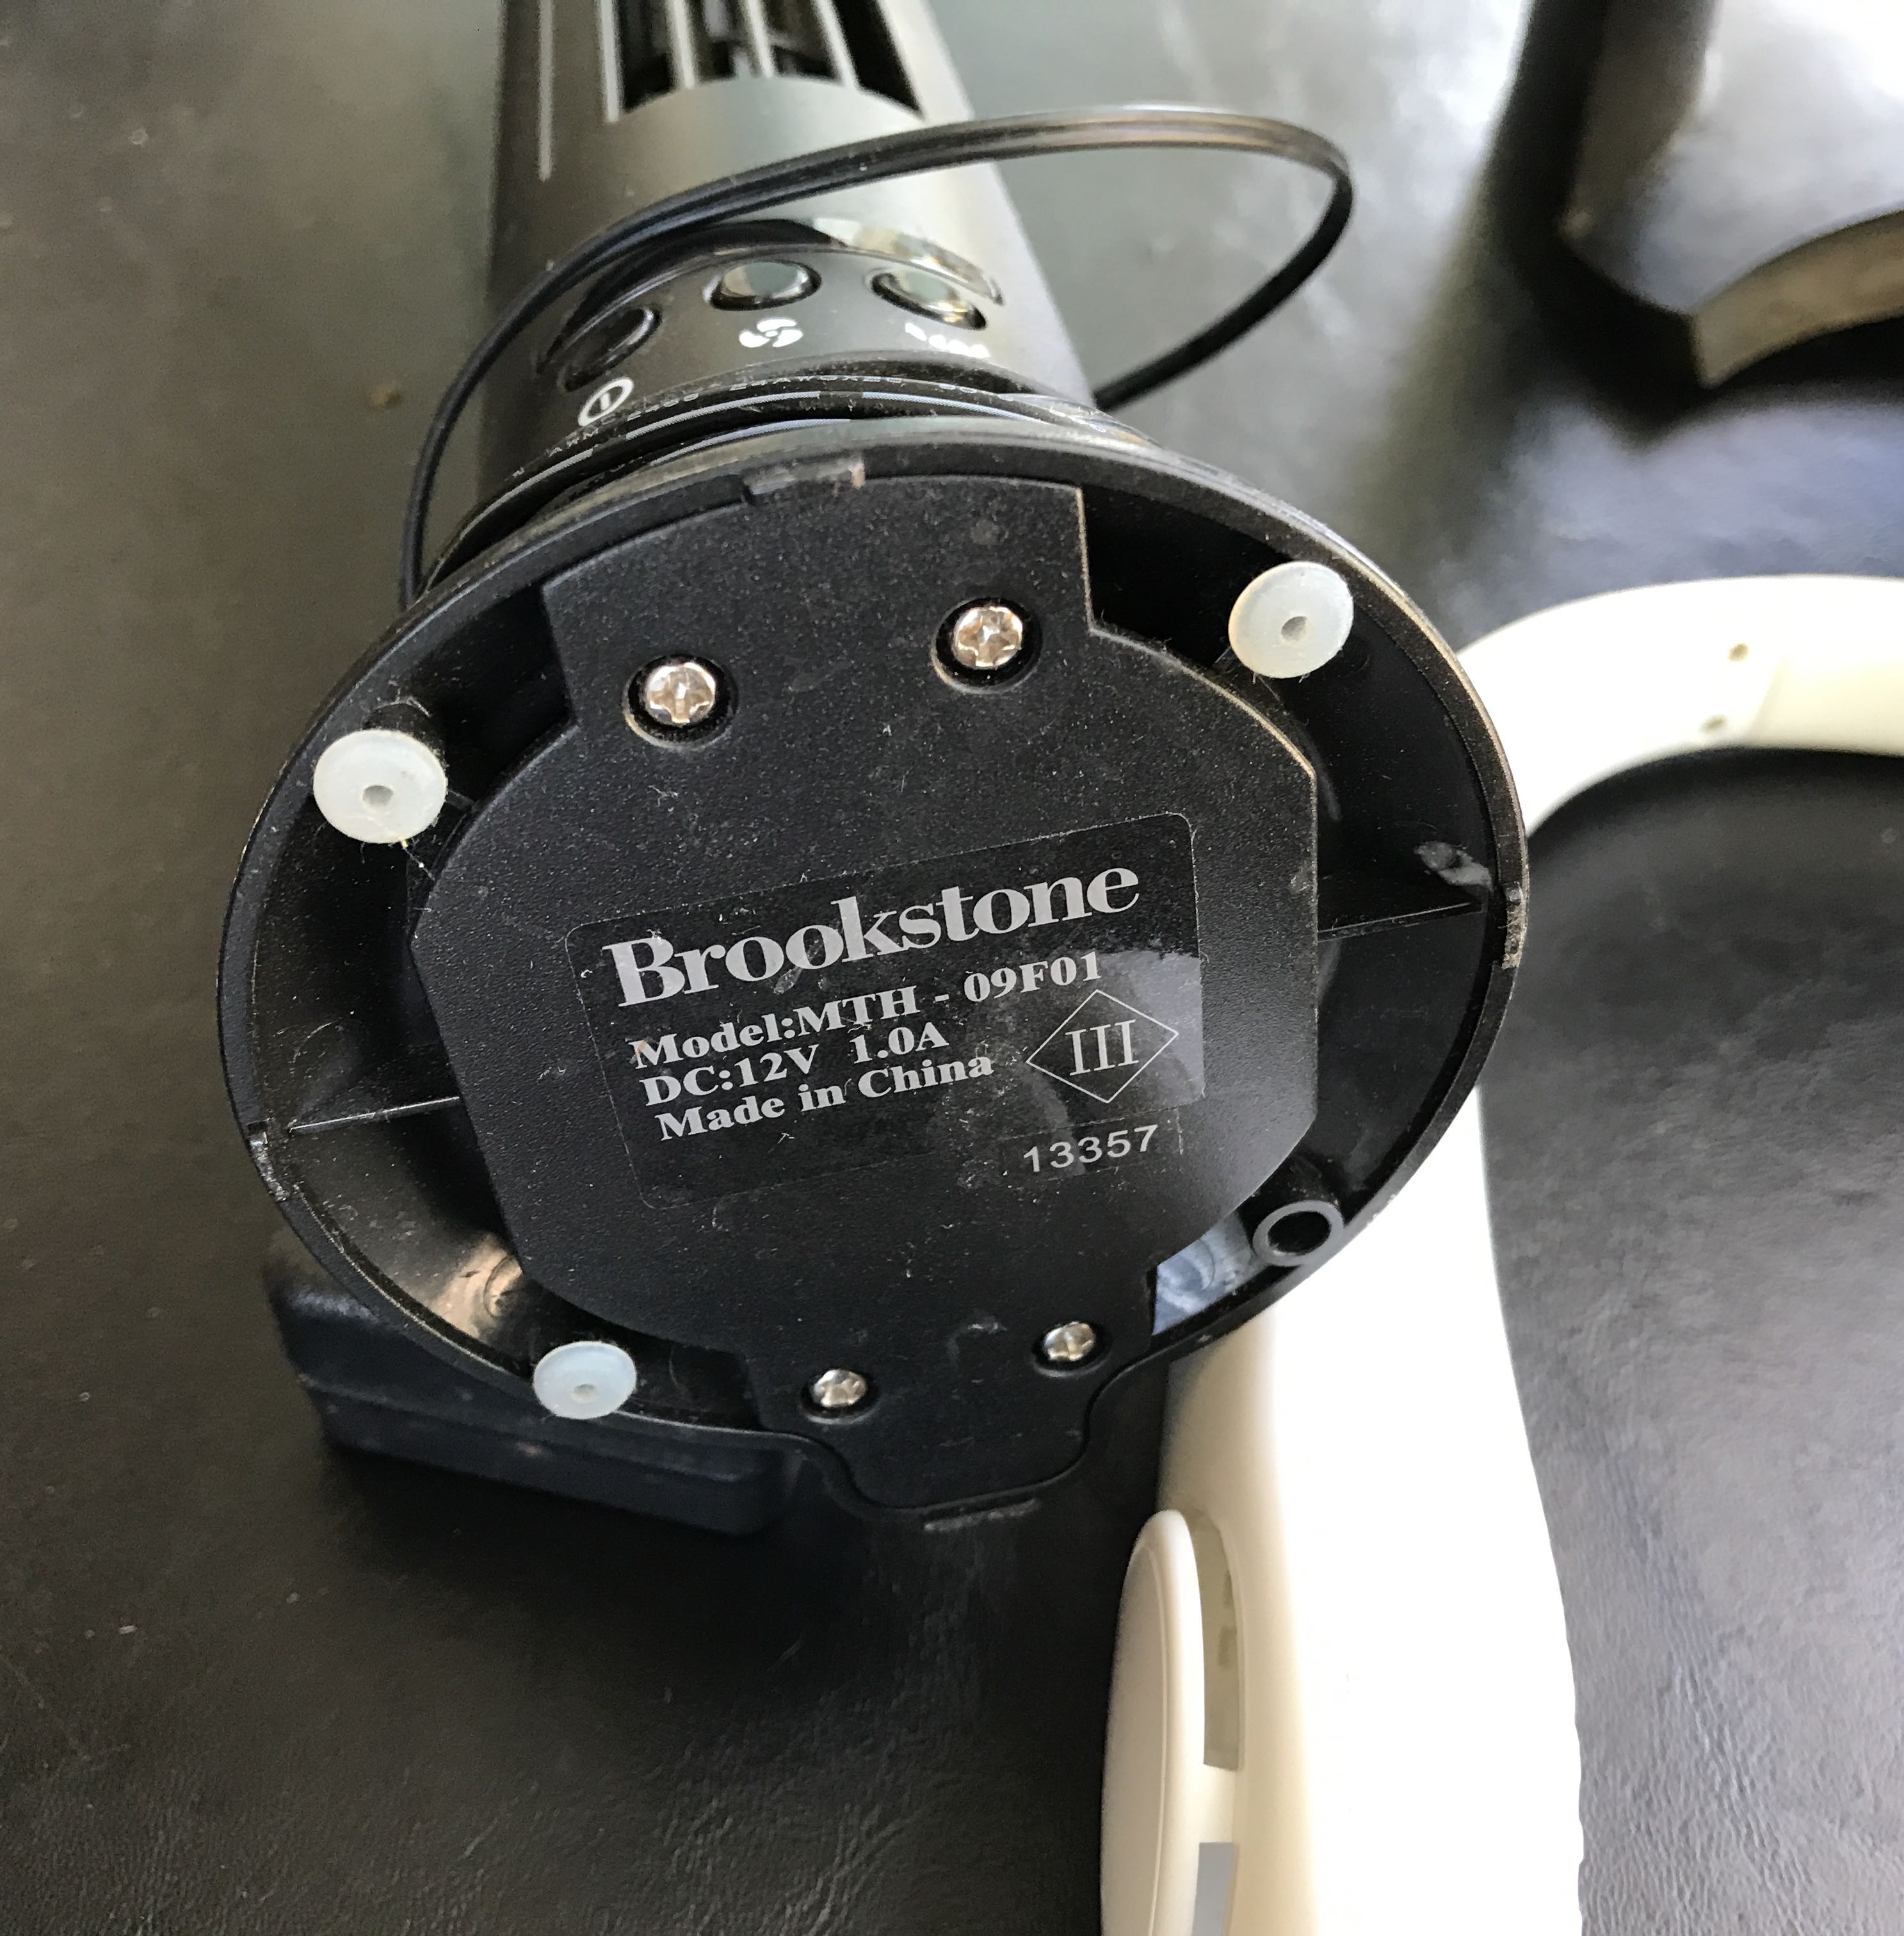 Brookstone
Model:MTH - 09F01
DC:12V 1.0A
Made in China
III
13357